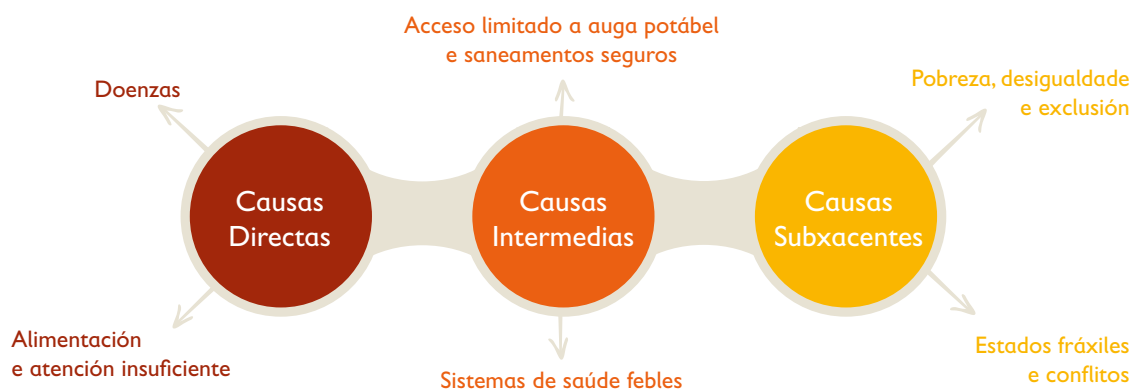 Acceso limitado a auga potábel
e saneamentos seguros
Doenzas
Pobreza, desigualdade
e exclusión
Causas
Directas
Causas
Intermedias
Causas
Subxacentes
Alimentación
e atención insuficiente
Sistemas de saúde febles
Estados fráxiles
e conflitos